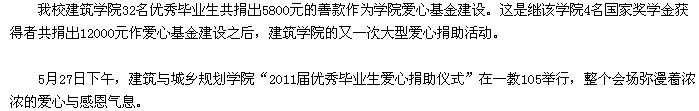 我校建筑学院32名优秀毕业生共捐出5800元的善款作为学院爱心基金建设。这是继该学院4名国家奖学金获
得者共捐出12000元作爱心基金建设之后，建筑学院的又一次大型爱心捐助活动。
5月27日下午，建筑与城乡规划学院“2011届优秀毕业生爱心捐助仪式”在一教105举行，整个会场弥漫着浓
浓的爱心与感恩气息。